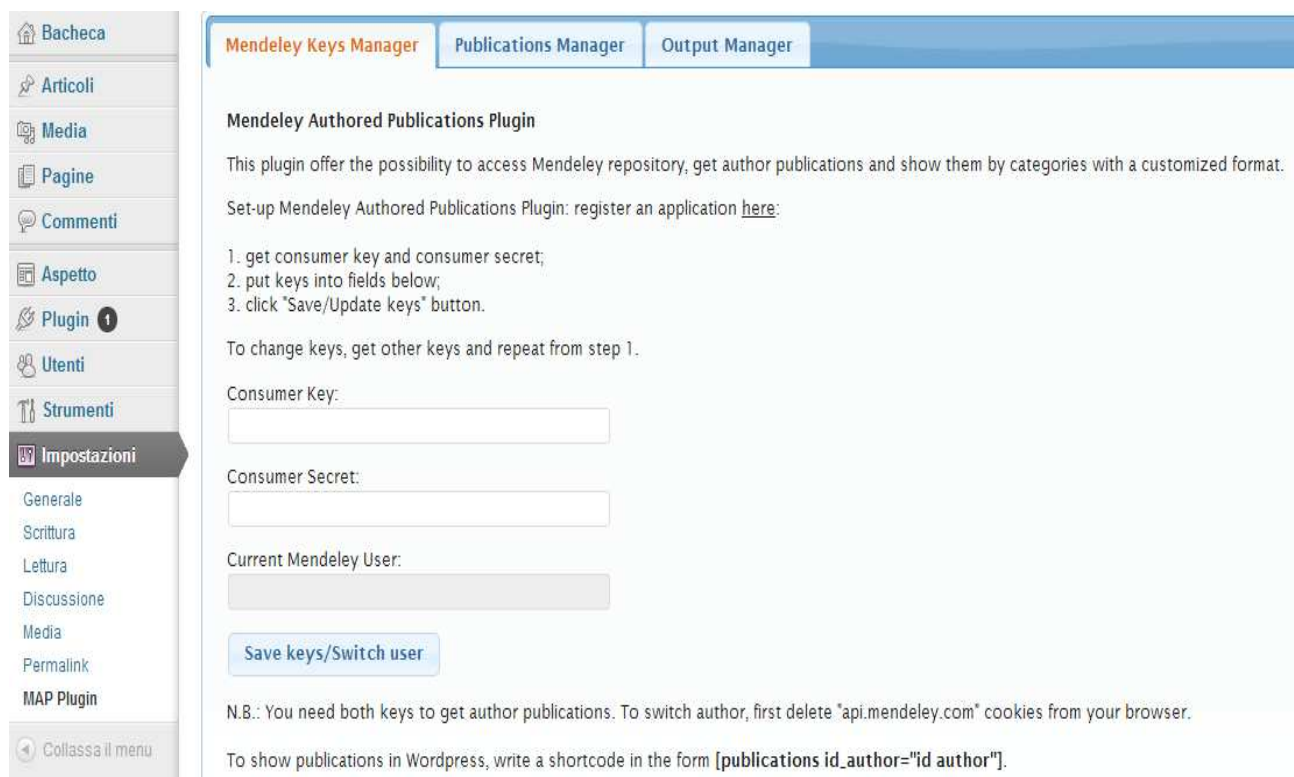 Bacheca
Articoli
Media
Pagine
Commenti
Aspetto
Plugin 1
Utenti
Strumenti
Impostazioni
Generale
Scrittura
Lettura
Discussione
Media
Permalink
MAP Plugin
Collassa il menu
Mendeley Keys Manager
Publications Manager
Output Manager
Mendeley Authored Publications Plugin
This plugin offer the possibility to access Mendeley repository, get author publications and show them by categories with a customized format.
Set-up Mendeley Authored Publications Plugin: register an application here:
1. get consumer key and consumer secret;
2. put keys into fields below;
3. click "Save/Update keys" button.
To change keys, get other keys and repeat from step 1.
Consumer Key:
Consumer Secret:
Current Mendeley User:
Save keys/Switch user
N.B.: You need both keys to get author publications. To switch author, first delete "api.mendeley.com" cookies from your browser.
To show publications in Wordpress, write a shortcode in the form [publications id_author="id author"].